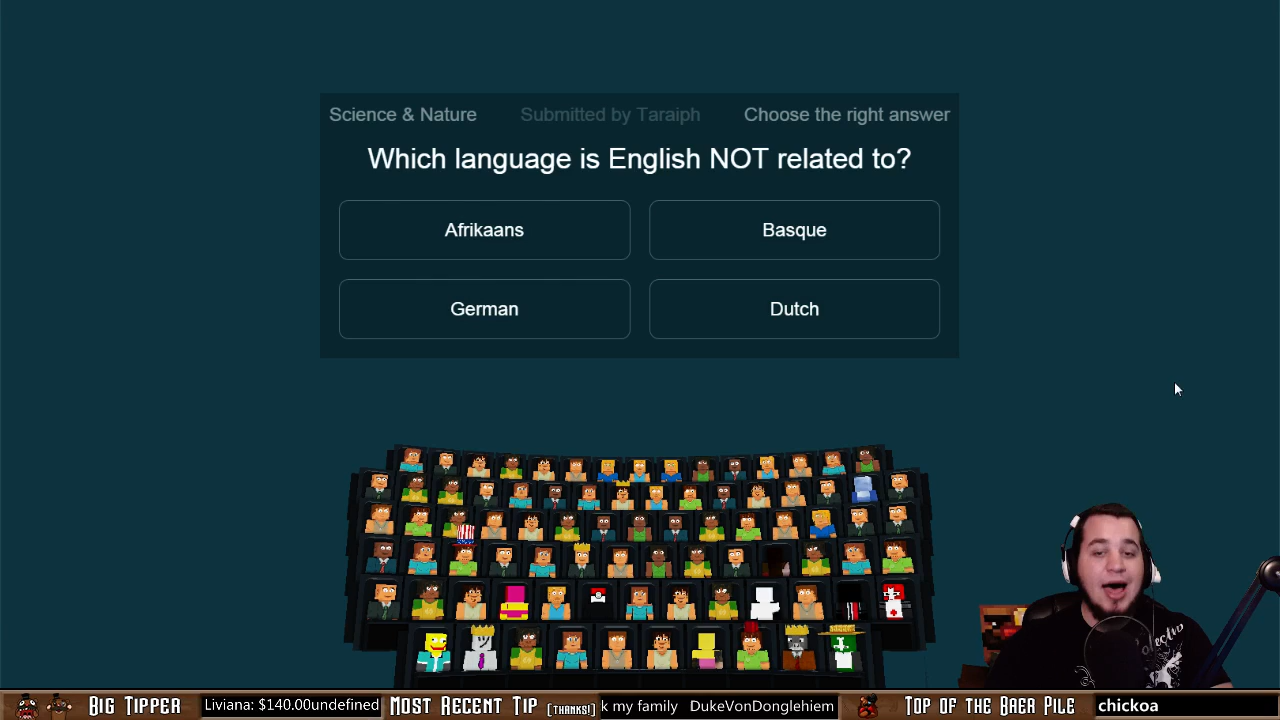 Science & Nature Submitted by Taraiph Choose the right answer
Which language is English NOT related to?
Afrikaans Basque
German Dutch
BIG TIPPER Liviana: $140.00undefined MOST RECENT TIP [THANKS!] k my family DukeVonDonglehiem TOP OF THE BAER PILE chickoa